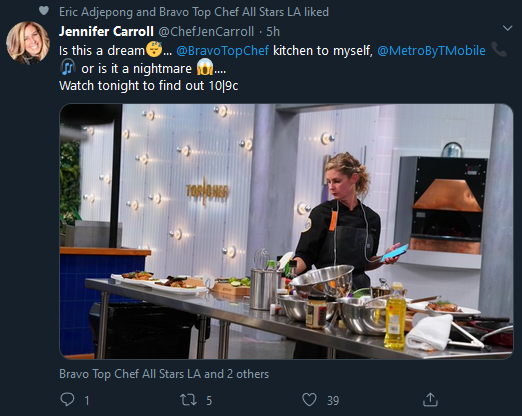 Eric Adjepong and Bravo Top Chef All Stars LA liked
Jennifer Carroll @ChefJenCarroll · 5h
Is this a dream😴... @BravoTopChef kitchen to myself, @MetroByTMobile 📞
🎧 or is it a nightmare 😱....
Watch tonight to find out 10|9c
TOP CHEF
Bravo Top Chef All Stars LA and 2 others
1 5 39